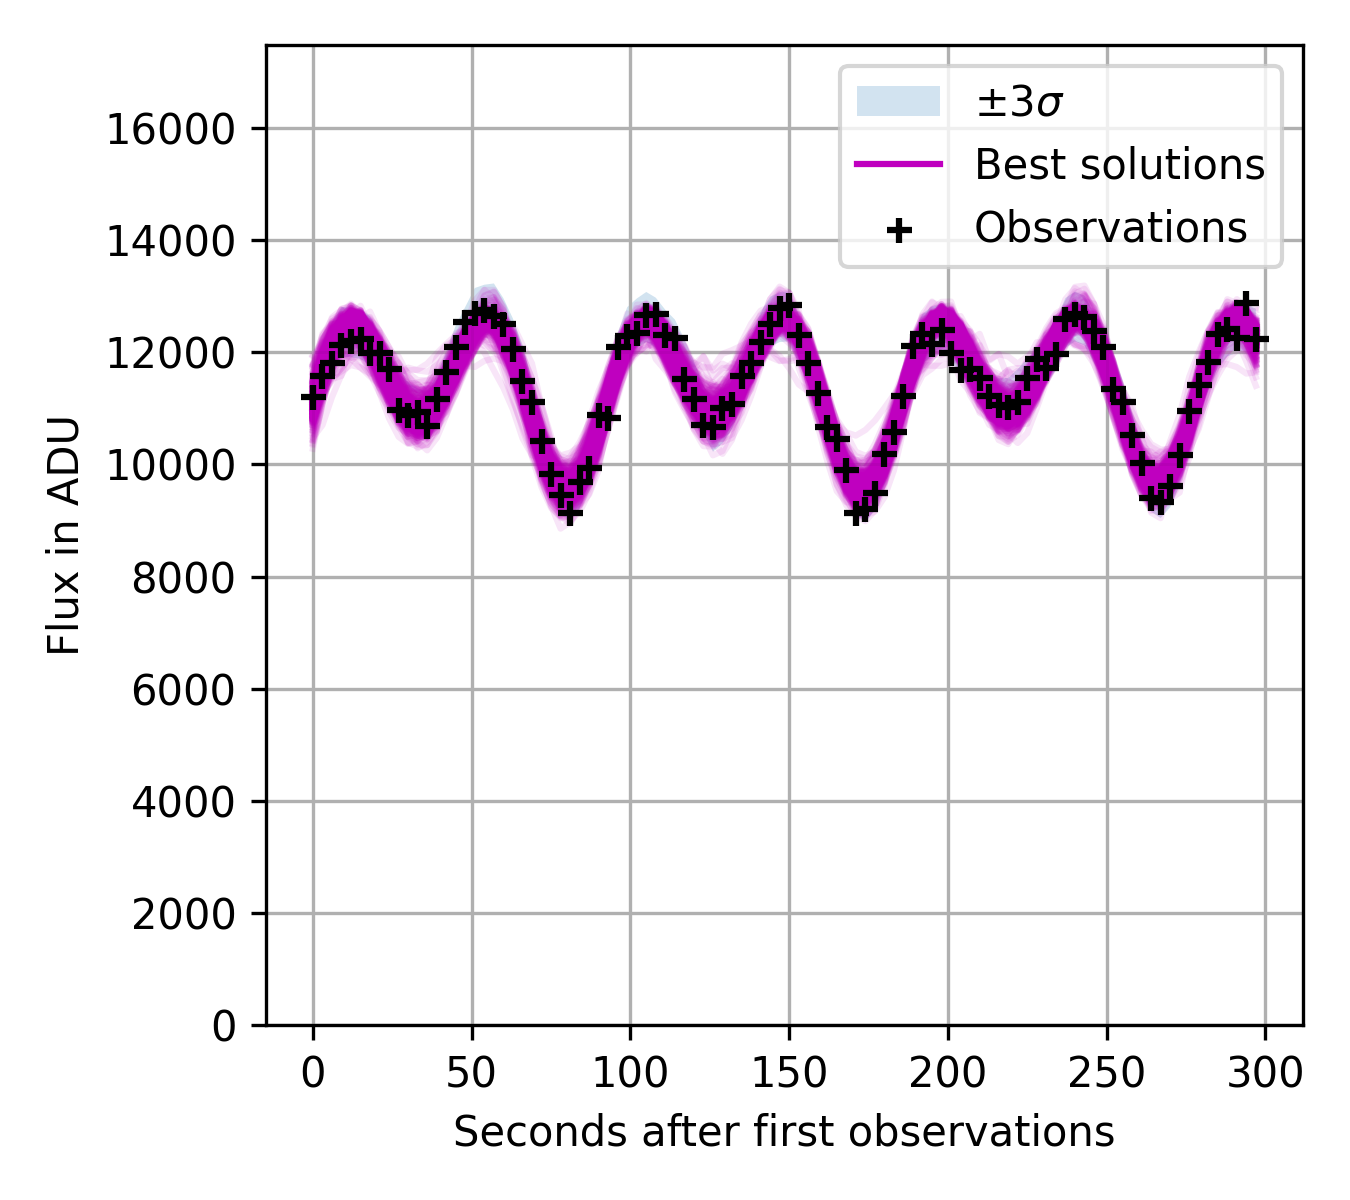 ±3σ
Best solutions
Observations
16000
14000
12000
10000
8000
6000
4000
2000
0
Flux in ADU
0 50 100 150 200 250 300
Seconds after first observations